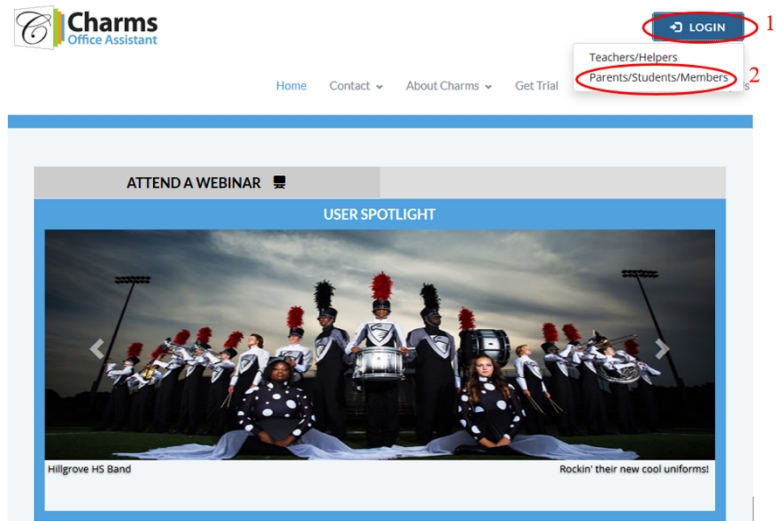 Charms
Office Assistant
LOGIN
1
Teachers/Helpers
Parents/Students/Members
2
Home
Contact
About Charms
Get Trial
ATTEND A WEBINAR
USER SPOTLIGHT
Hillgrove HS Band
Rockin' their new cool uniforms!